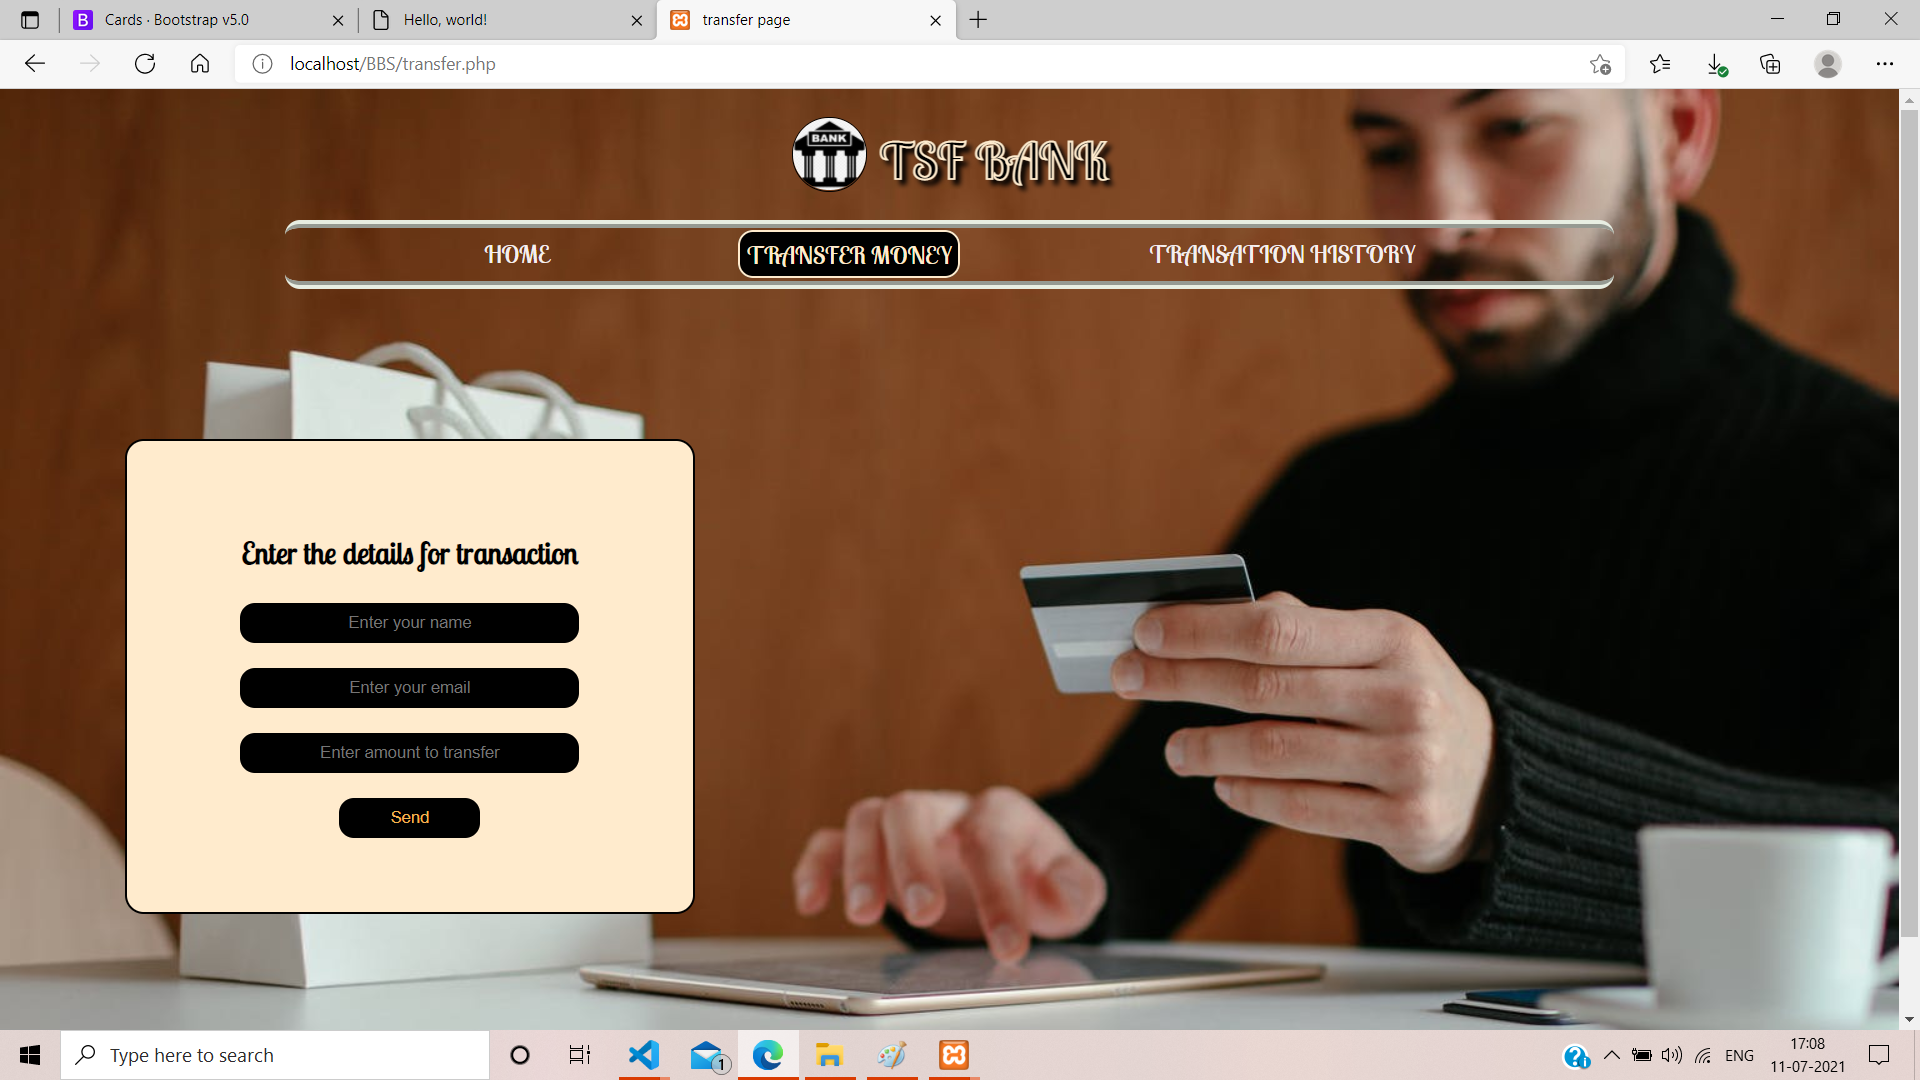 Cards · Bootstrap v5.0
Hello, world!
transfer page
localhost/BBS/transfer.php
BANK
TSF BANK
HOME
TRANSFER MONEY
TRANSATION HISTORY
Enter the details for transaction
Enter your name
Enter your email
Enter amount to transfer
Send
Type here to search
1
ENG
17:08
11-07-2021